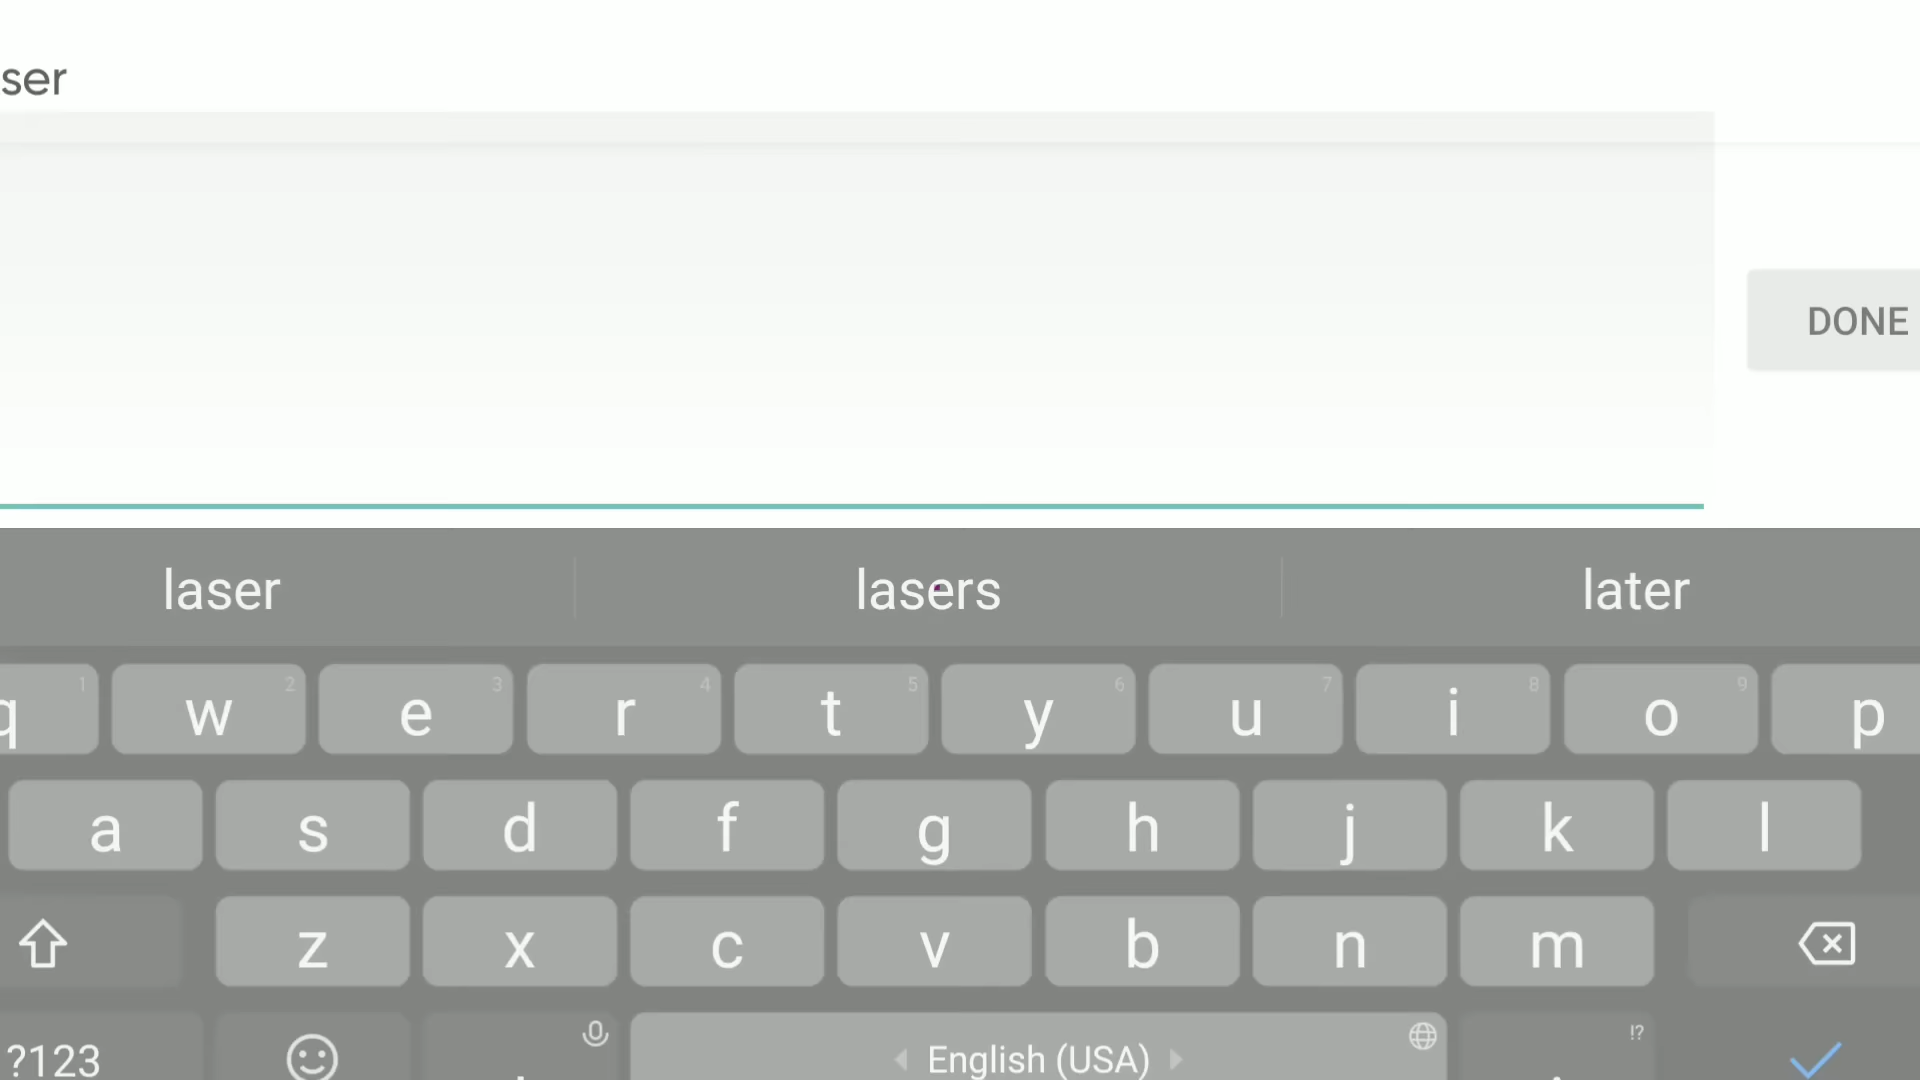 ser
DONE
laser lasers later
q 1 w 2 e 3 r 4 t 5 y 6 u 7 i 8 o 9 p
a s d f g h j k l
z x c v b n m
?123 English (USA) !?